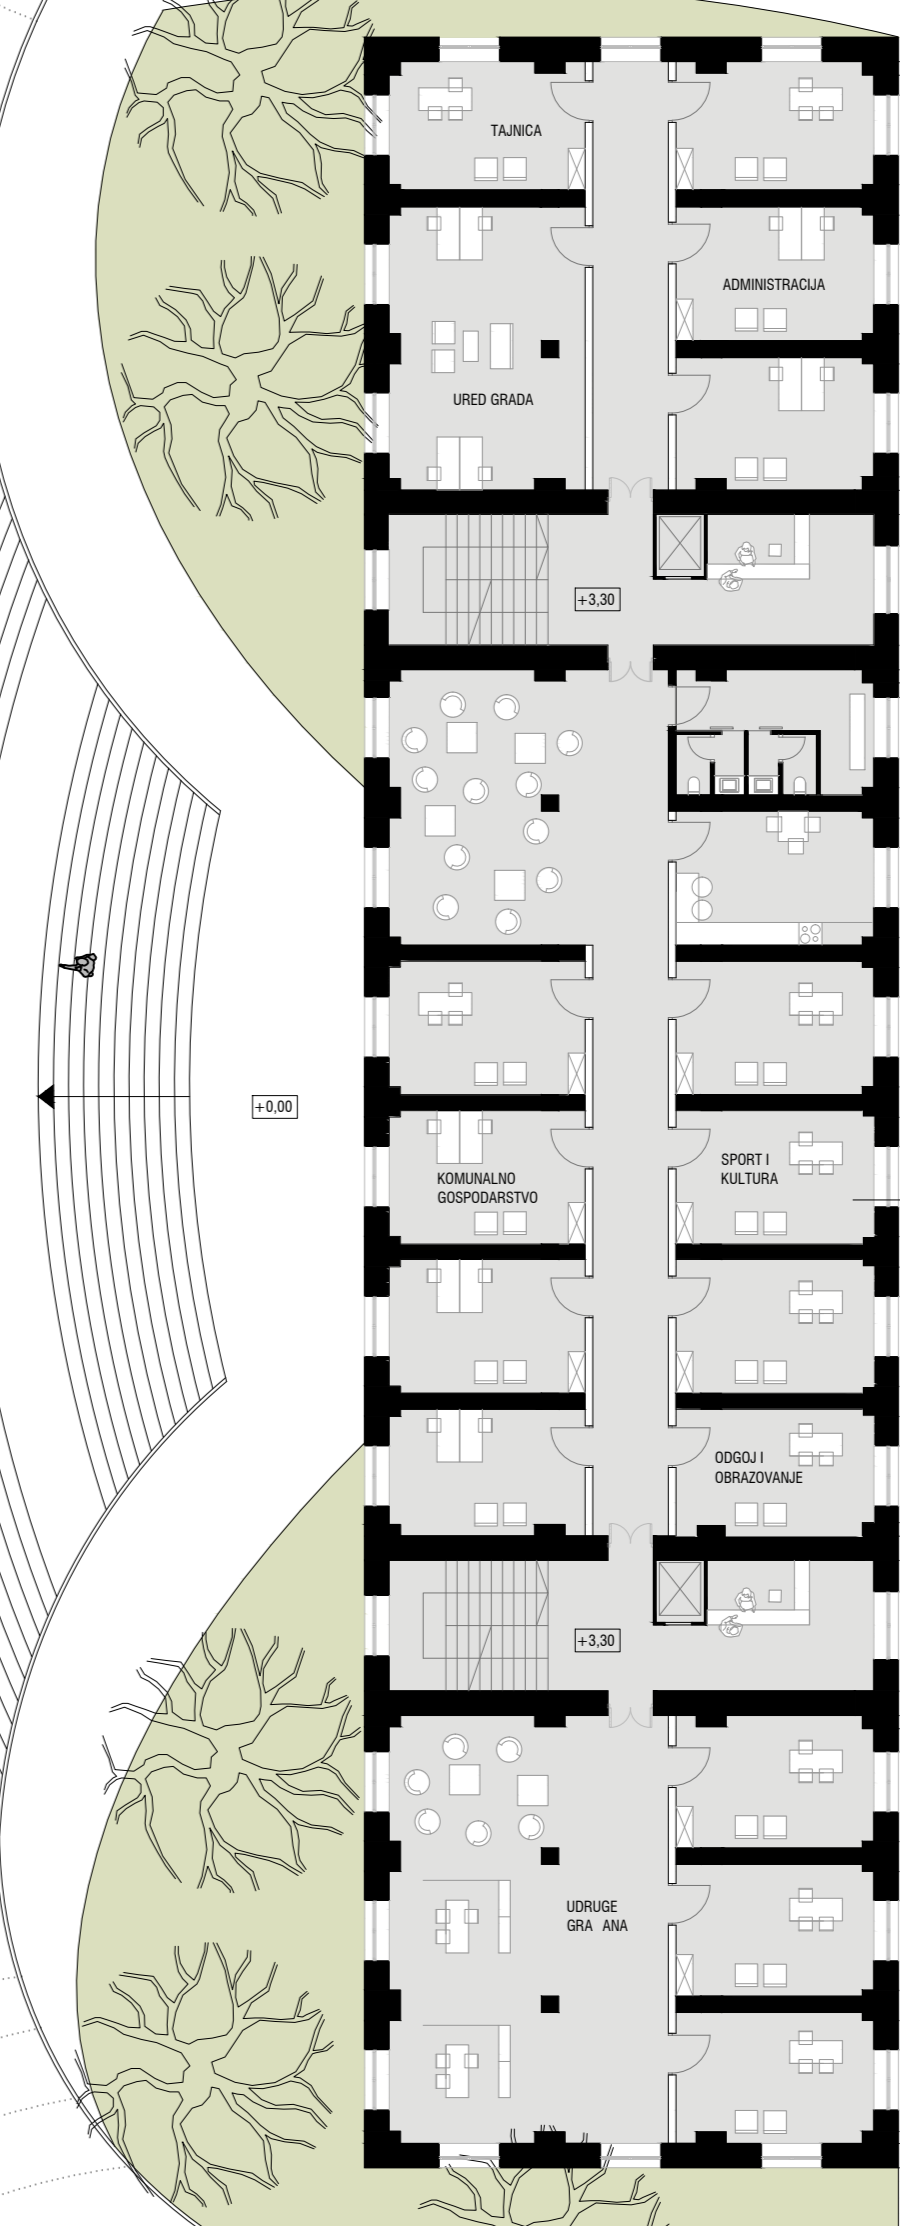 TAJNICA
ADMINISTRACIJA
URED GRADA
+3,30
+0,00
KOMUNALNO
GOSPODARSTVO
SPORT I
KULTURA
ODGOJ I
OBRAZOVANJE
+3,30
UDRUGE
GRA ANA